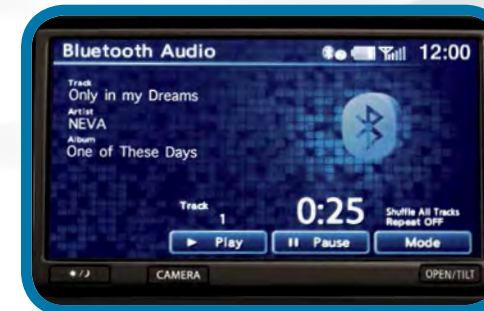 Bluetooth Audio 12:00
Track
Only in my Dreams
Artist
NEVA
Album
One of These Days
Track
1
0:25
Shuffle All Tracks
Repeat OFF
Play
Pause
Mode
CAMERA
OPEN/TILT